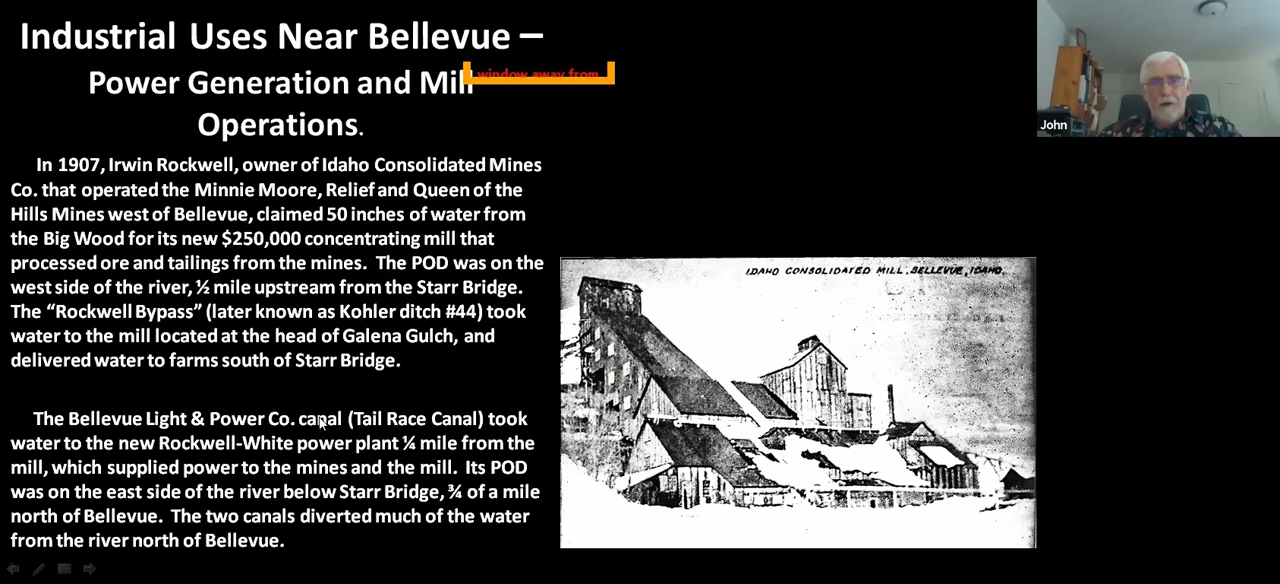 Industrial Uses Near Bellevue –
Power Generation and Mill
window away from
Operations.
In 1907, Irwin Rockwell, owner of Idaho Consolidated Mines
Co. that operated the Minnie Moore, Relief and Queen of the
Hills Mines west of Bellevue, claimed 50 inches of water from
the Big Wood for its new $250,000 concentrating mill that
processed ore and tailings from the mines. The POD was on the
west side of the river, ½ mile upstream from the Starr Bridge.
The “Rockwell Bypass” (later known as Kohler ditch #44) took
water to the mill located at the head of Galena Gulch, and
delivered water to farms south of Starr Bridge.
The Bellevue Light & Power Co. canal (Tail Race Canal) took
water to the new Rockwell-White power plant ¼ mile from the
mill, which supplied power to the mines and the mill. Its POD
was on the east side of the river below Starr Bridge, ¾ of a mile
north of Bellevue. The two canals diverted much of the water
from the river north of Bellevue.
IDAHO CONSOLIDATED MILL. BELLEVUE, IDAHO.
John